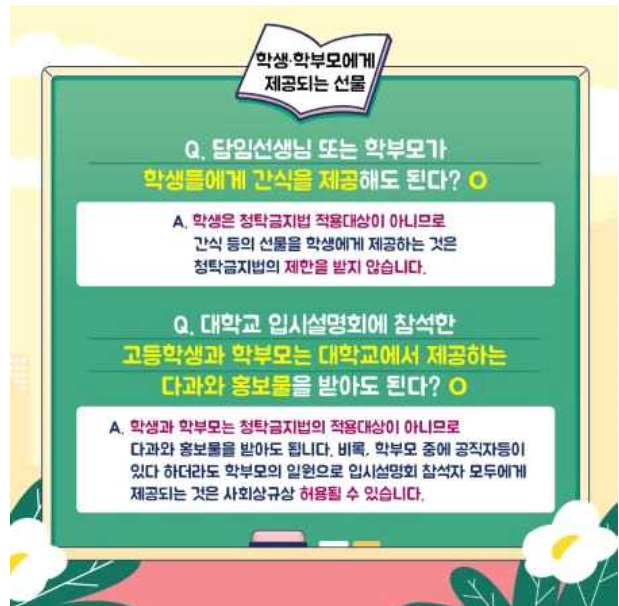 학생·학부모에게
제공되는 선물
Q. 담임선생님 또는 학부모가
학생들에게 간식을 제공해도 된다? O
A. 학생은 청탁금지법 적용대상이 아니므로
간식 등의 선물을 학생에게 제공하는 것은
청탁금지법의 제한을 받지 않습니다.
Q. 대학교 입시설명회에 참석한
고등학생과 학부모는 대학교에서 제공하는
다과와 홍보물을 받아도 된다? O
A. 학생과 학부모는 청탁금지법의 적용대상이 아니므로
다과와 홍보물을 받아도 됩니다. 비록, 학부모 중에 공직자등이
있다 하더라도 학부모의 일원으로 입시설명회 참석자 모두에게
제공되는 것은 사회상규상 허용될 수 있습니다.